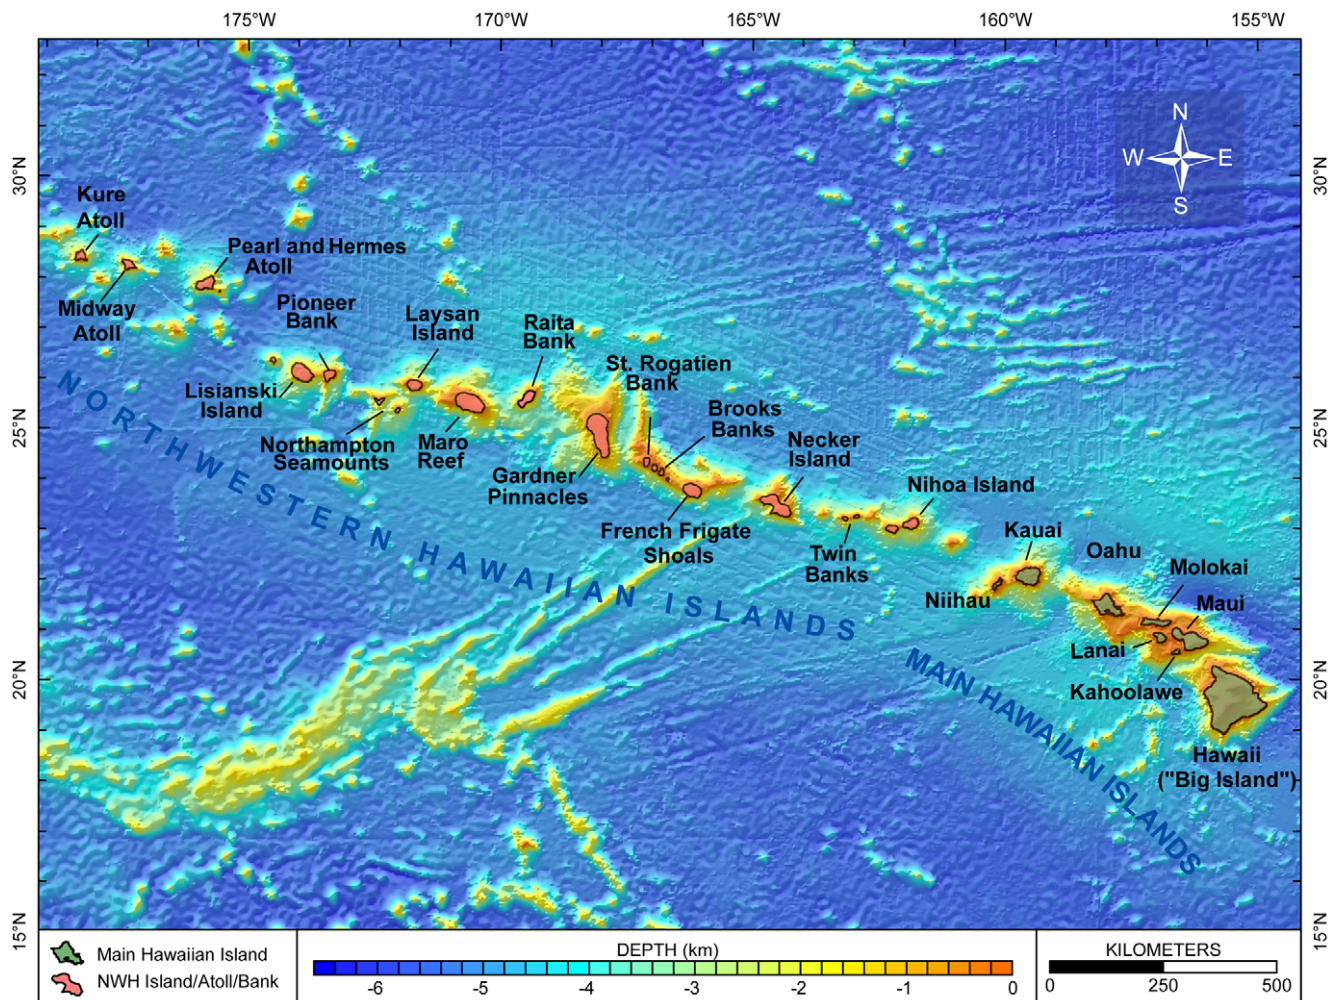 175°W
170°W
165°W
160°W
155°W
30°N
30°N
25°N
25°N
20°N
20°N
15°N
15°N
N
W
E
S
Kure
Atoll
Midway
Atoll
Pearl and Hermes
Atoll
Pioneer
Bank
Lisianski
Island
Northampton
Seamounts
Laysan
Island
Maro
Reef
Raita
Bank
Gardner
Pinnacles
St. Rogatien
Bank
Brooks
Banks
French Frigate
Shoals
Necker
Island
Twin
Banks
Nihoa Island
Kauai
Niihau
Oahu
Molokai
Maui
Lanai
Kahoolawe
Hawaii
("Big Island")
NORTHWESTERN HAWAIIAN ISLANDS
MAIN HAWAIIAN ISLANDS
Main Hawaiian Island
NWH Island/Atoll/Bank
DEPTH (km)
-6 -5 -4 -3 -2 -1 0
KILOMETERS
0 250 500